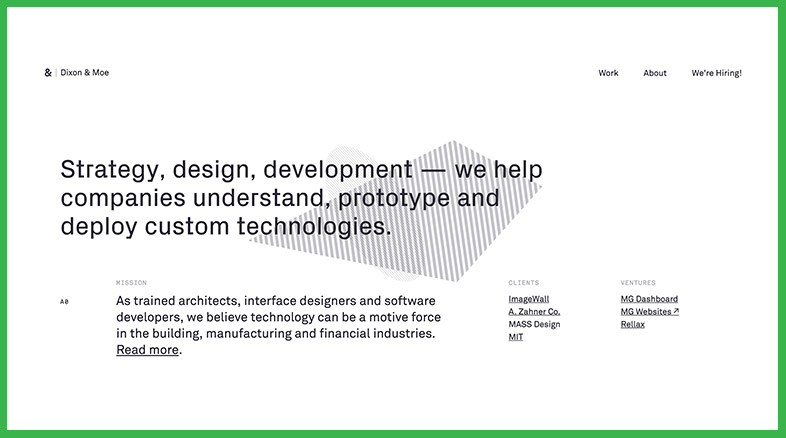 & | Dixon & Moe
Work
About
We're Hiring!
Strategy, design, development — we help
companies understand, prototype and
deploy custom technologies.
A0
MISSION
As trained architects, interface designers and software
developers, we believe technology can be a motive force
in the building, manufacturing and financial industries.
Read more.
CLIENTS
ImageWall
A. Zahner Co.
MASS Design
MIT
VENTURES
MG Dashboard
MG Websites ↗
Rellax